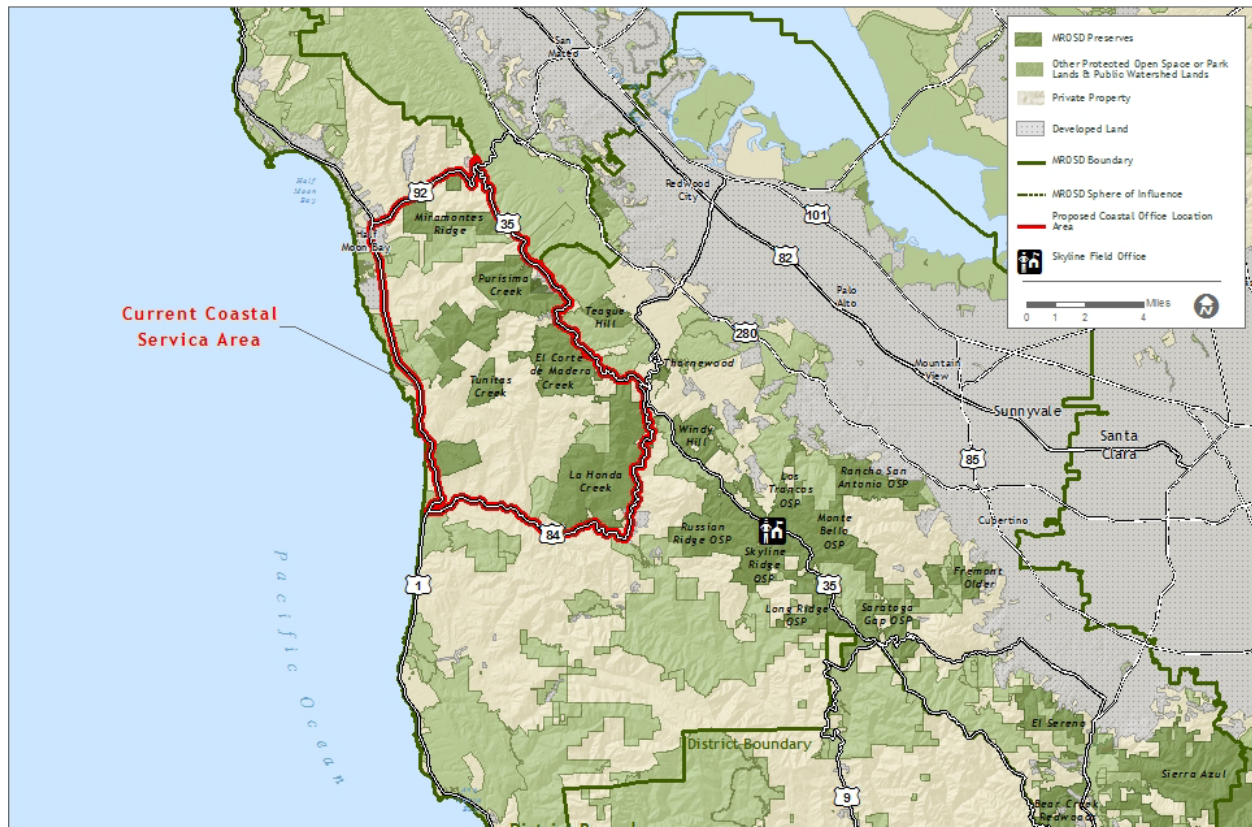 San
Mateo
Half
Moon
Bay
92
Miramontes
Ridge
35
Half
Moon Bay
Redwood
City
101
82
Purisima
Creek
Teague
Hill
Palo
Alto
280
Current Coastal
Servica Area
El Corte
de Madera
Creek
Thornewood
Mountain
View
Tunitas
Creek
Sunnyvale
Santa
Clara
Windy
Hill
85
La Honda
Creek
Los
Trancos
OSP
Rancho San
Antonio OSP
Cupertino
84
Russian
Ridge OSP
Monte
Bello
OSP
Skyline
Ridge
OSP
Fremont
Older
1
35
Long Ridge
OSP
Saratoga
Gap OSP
Pacific Ocean
El Sereno
District Boundary
Sierra Azul
9
Bear Creek
Redwoods
MROSD Preserves
Other Protected Open Space or Park
Lands & Public Watershed Lands
Private Property
Developed Land
MROSD Boundary
MROSD Sphere of Influence
Proposed Coastal Office Location
Area
Skyline Field Office
Miles
0 1 2 4
N